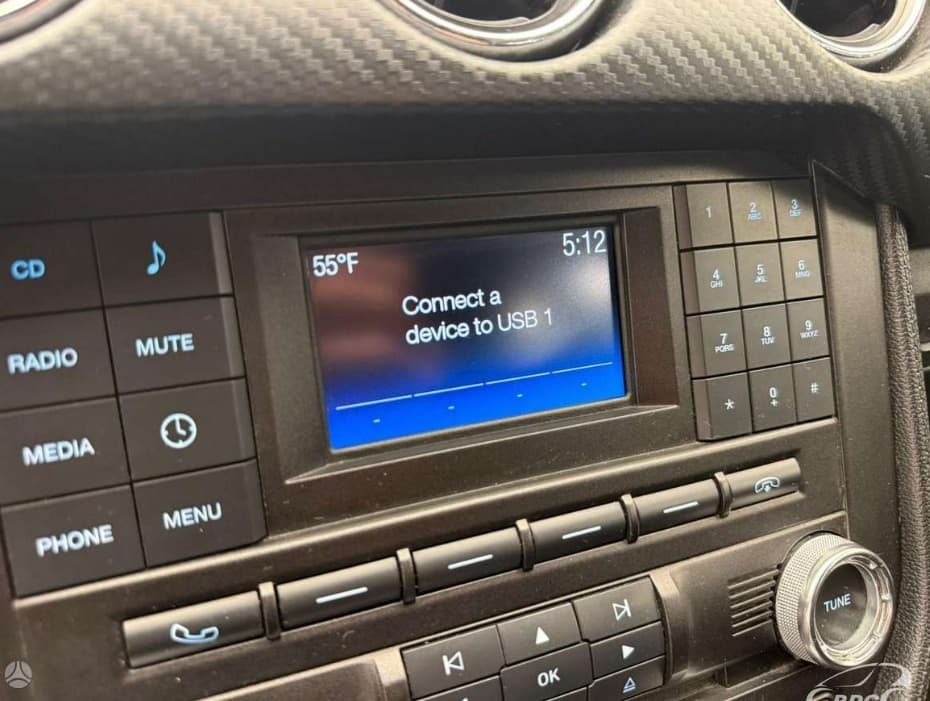 55°F
5:12
Connect a
device to USB 1
CD
RADIO
MUTE
MEDIA
PHONE
MENU
1
2
ABC
3
DEF
4
GHI
5
JKL
6
MNO
7
PQRS
8
TUV
9
WXYZ
*
0
+
#
OK
TUNE